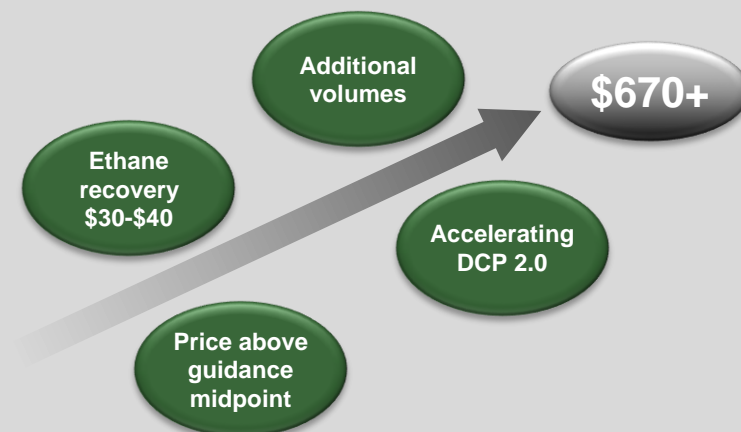 Additional
volumes
$670+
Ethane
recovery
$30-$40
Accelerating
DCP 2.0
Price above
guidance
midpoint